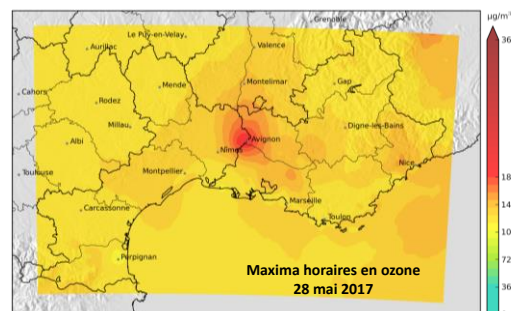 Grenoble
µg/m³
Le Puy-en-Velay
Aurillac
Valence
36
Mende
Montelimar
Gap
Cahors
Rodez
Millau
Avignon
Digne-les-Bains
Albi
Nîmes
Nice
18
Toulouse
Montpellier
14
Marseille
Carcassonne
Toulon
10
Perpignan
72
Maxima horaires en ozone
28 mai 2017
36